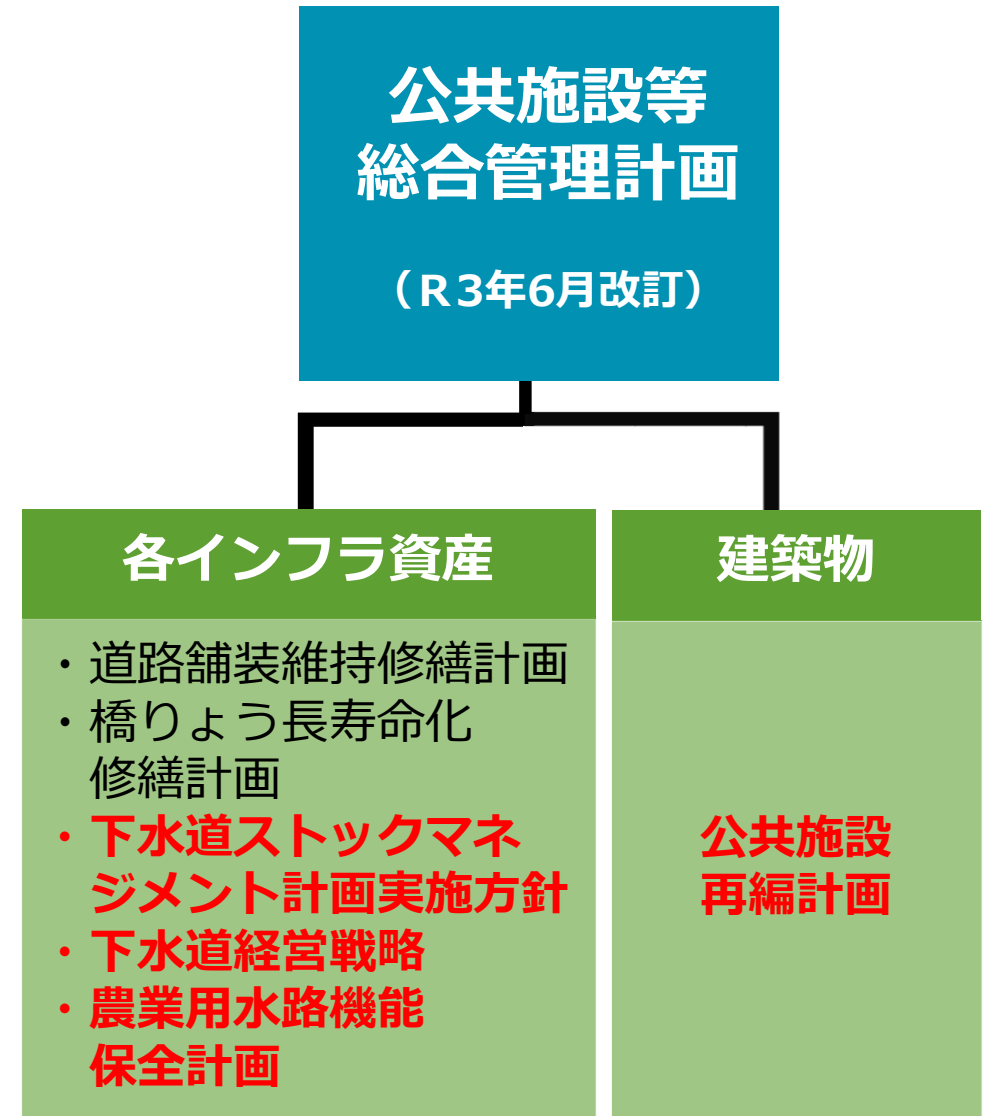 公共施設等
総合管理計画
（Ｒ3年6月改訂）
各インフラ資産
・道路舗装維持修繕計画
・橋りょう長寿命化
修繕計画
・下水道ストックマネ
ジメント計画実施方針
・下水道経営戦略
・農業用水路機能
保全計画
建築物
公共施設
再編計画